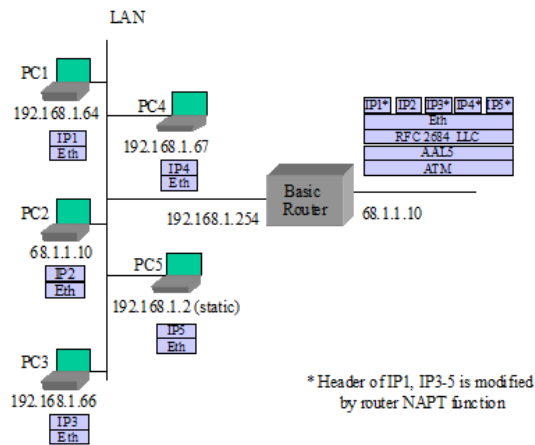 LAN
PC1
192.168.1.64
IP1
Eth
PC4
192.168.1.67
IP4
Eth
IP1* IP2 IP3* IP4* IP5*
Eth
RFC 2684 LLC
AAL5
ATM
Basic
Router
192.168.1.254
68.1.1.10
PC2
68.1.1.10
IP2
Eth
PC5
192.168.1.2 (static)
IP5
Eth
PC3
192.168.1.66
IP3
Eth
* Header of IP1, IP3-5 is modified
by router NAPT function